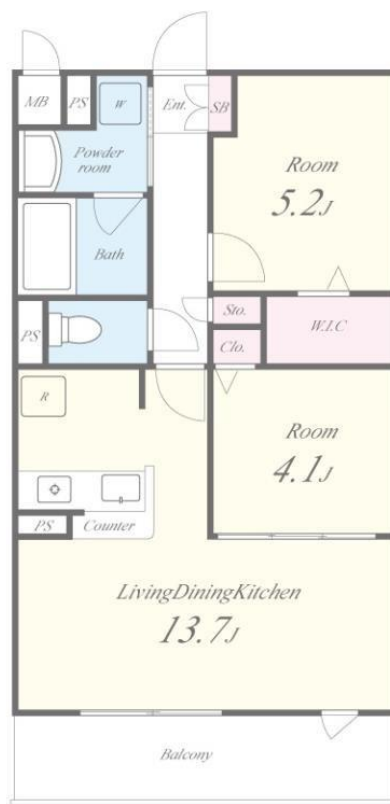 MB
PS
W
Ent.
SB
Powder
room
Room
5.2J
Bath
PS
Sto.
W.I.C
Clo.
R
Room
4.1J
PS
Counter
LivingDiningKitchen
13.7J
Balcony